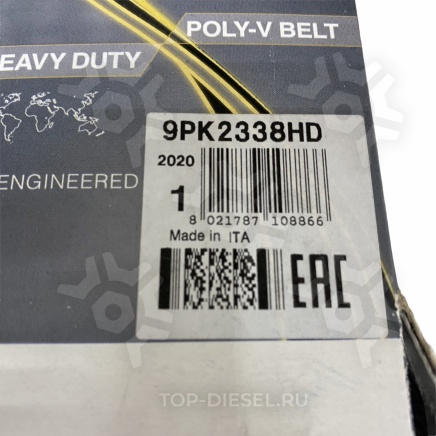 POLY-V BELT
EAVY DUTY
9PK2338HD
2020
1
8 021787 108866
ENGINEERED
Made in ITA
EAC
TOP-DIESEL.RU